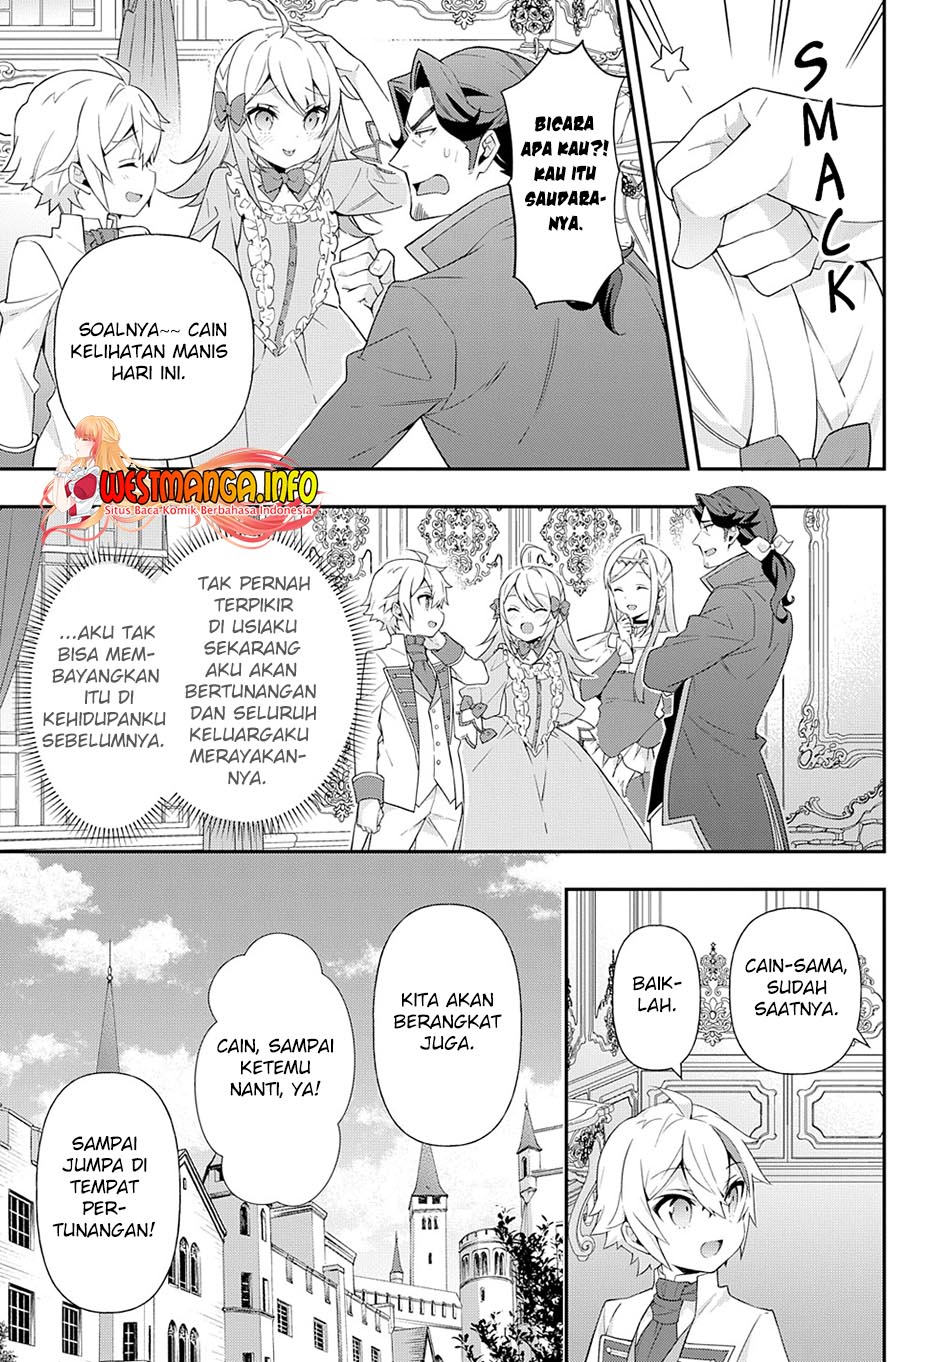 SMACK
BICARA
APA KAU?!
KAU ITU
SAUDARA-
NYA.
SOALNYA~~ CAIN
KELIHATAN MANIS
HARI INI.
WESTMANGA.INFO
Situs Baca Komik Berbahasa Indonesia
TAK PERNAH
TERPIKIR
DI USIAKU
SEKARANG
AKU AKAN
BERTUNANGAN
DAN SELURUH
KELUARGAKU
MERAYAKAN-
NYA.
...AKU TAK
BISA MEM-
BAYANGKAN
ITU DI
KEHIDUPANKU
SEBELUMNYA.
CAIN-SAMA,
SUDAH
SAATNYA.
BAIK-
LAH.
KITA AKAN
BERANGKAT
JUGA.
CAIN, SAMPAI
KETEMU
NANTI, YA!
SAMPAI
JUMPA DI
TEMPAT
PER-
TUNANGAN!